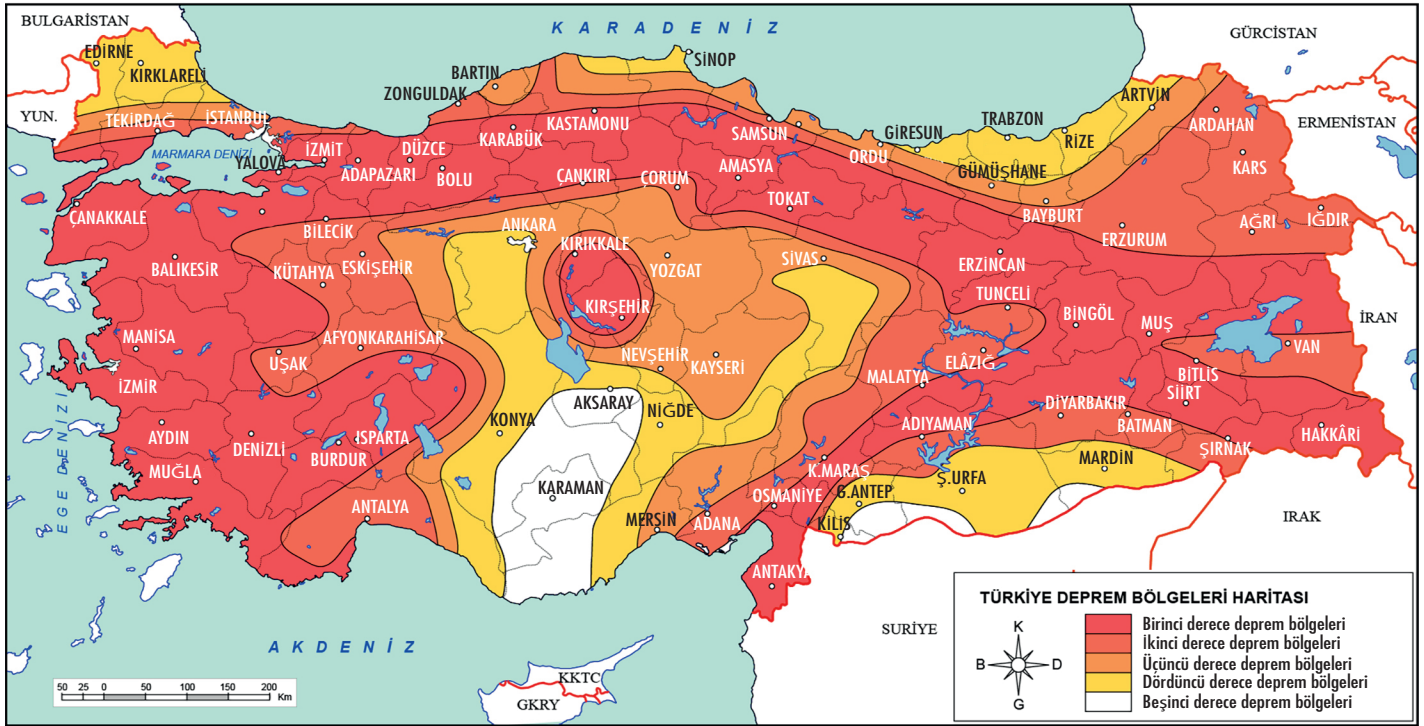 BULGARİSTAN
KARADENİZ
GÜRCİSTAN
EDİRNE
KIRKLARELİ
SİNOP
BARTIN
ZONGULDAK
ARTVİN
YUN.
TEKİRDAĞ
İSTANBUL
KASTAMONU
KARABÜK
SAMSUN
GİRESUN
TRABZON
RİZE
ARDAHAN
ERMENİSTAN
MARMARA DENİZİ
YALOVA
İZMİT
ADAPAZARI
DÜZCE
BOLU
ORDU
KARS
ÇANKIRI
ÇORUM
AMASYA
GÜMÜŞHANE
ÇANAKKALE
TOKAT
BAYBURT
BİLECİK
ANKARA
ERZURUM
AĞRI
IĞDIR
BALIKESİR
KÜTAHYA
ESKİŞEHİR
KIRIKKALE
YOZGAT
SİVAS
ERZİNCAN
TUNCELİ
KIRŞEHİR
BİNGÖL
MUŞ
İRAN
MANİSA
AFYONKARAHİSAR
UŞAK
VAN
İZMİR
NEVŞEHİR
KAYSERİ
ELÂZIĞ
MALATYA
BİTLİS
SİİRT
EGE DENİZİ
AKSARAY
NİĞDE
KONYA
DİYARBAKIR
BATMAN
AYDIN
DENİZLİ
ISPARTA
BURDUR
ADIYAMAN
HAKKÂRİ
ŞIRNAK
MUĞLA
KARAMAN
K.MARAŞ
MARDİN
Ş.URFA
ANTALYA
OSMANİYE
G.ANTEP
MERSİN
ADANA
KİLİS
IRAK
ANTAKYA
SURİYE
AKDENİZ
KKTC
GKRY
50 25 0 50 100 150 200
Km
TÜRKİYE DEPREM BÖLGELERİ HARİTASI
K
B
D
G
Birinci derece deprem bölgeleri
İkinci derece deprem bölgeleri
Üçüncü derece deprem bölgeleri
Dördüncü derece deprem bölgeleri
Beşinci derece deprem bölgeleri